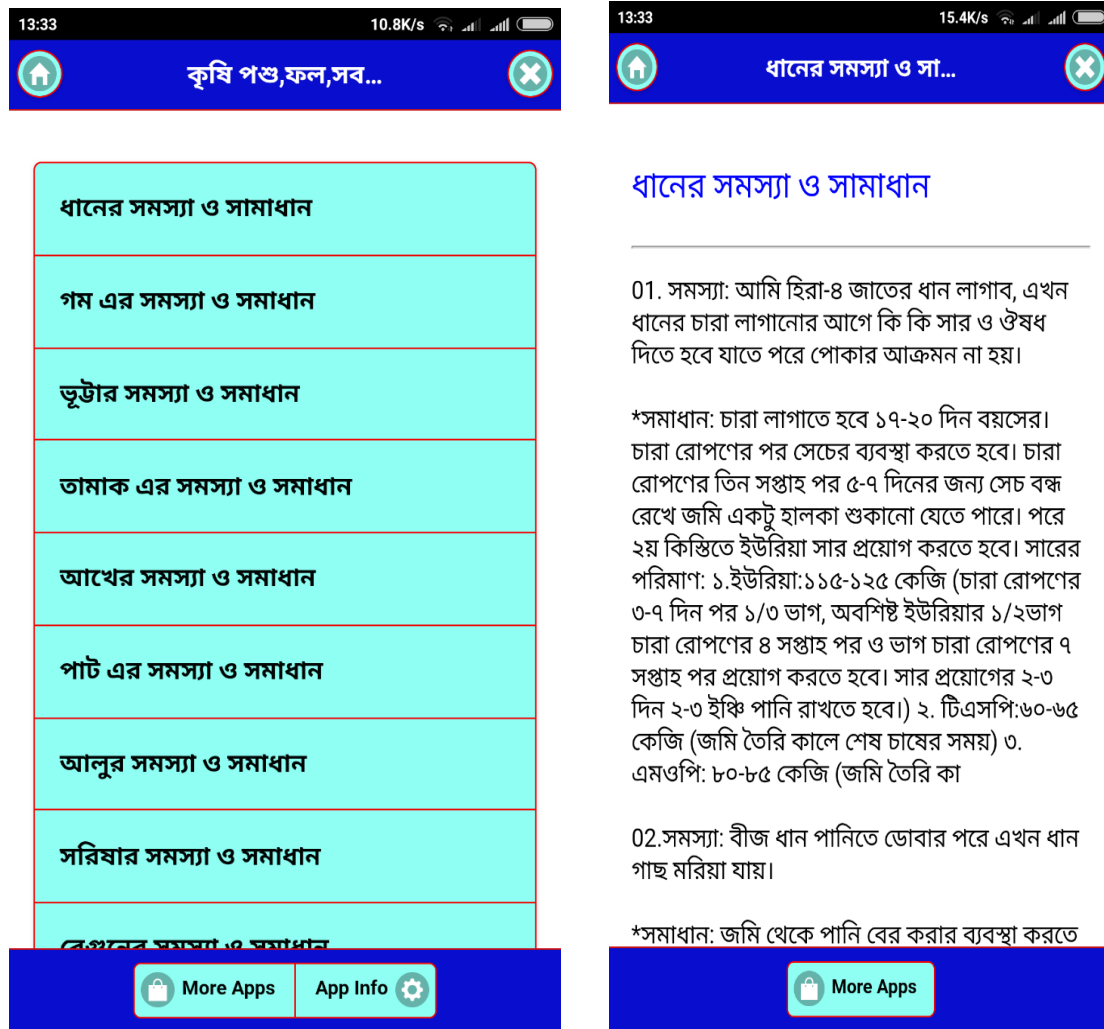 13:33
10.8K/s
কৃষি পশু,ফল,সব...
ধানের সমস্যা ও সামাধান
গম এর সমস্যা ও সমাধান
ভূট্টার সমস্যা ও সমাধান
তামাক এর সমস্যা ও সমাধান
আখের সমস্যা ও সমাধান
পাট এর সমস্যা ও সমাধান
আলুর সমস্যা ও সমাধান
সরিষার সমস্যা ও সমাধান
বেগুনের সমস্যা ও সমাধান
More Apps
App Info
13:33
15.4K/s
ধানের সমস্যা ও সা...
ধানের সমস্যা ও সামাধান
01. সমস্যা: আমি হিরা-৪ জাতের ধান লাগাব, এখন
ধানের চারা লাগানোর আগে কি কি সার ও ঔষধ
দিতে হবে যাতে পরে পোকার আক্রমন না হয়।
*সমাধান: চারা লাগাতে হবে ১৭-২০ দিন বয়সের।
চারা রোপণের পর সেচের ব্যবস্থা করতে হবে। চারা
রোপণের তিন সপ্তাহ পর ৫-৭ দিনের জন্য সেচ বন্ধ
রেখে জমি একটু হালকা শুকানো যেতে পারে। পরে
২য় কিস্তিতে ইউরিয়া সার প্রয়োগ করতে হবে। সারের
পরিমাণ: ১.ইউরিয়া:১১৫-১২৫ কেজি (চারা রোপণের
৩-৭ দিন পর ১/৩ ভাগ, অবশিষ্ট ইউরিয়ার ১/২ভাগ
চারা রোপণের ৪ সপ্তাহ পর ও ভাগ চারা রোপণের ৭
সপ্তাহ পর প্রয়োগ করতে হবে। সার প্রয়োগের ২-৩
দিন ২-৩ ইঞ্চি পানি রাখতে হবে।) ২. টিএসপি:৬০-৬৫
কেজি (জমি তৈরি কালে শেষ চাষের সময়) ৩.
এমওপি: ৮০-৮৫ কেজি (জমি তৈরি কা
02.সমস্যা: বীজ ধান পানিতে ডোবার পরে এখন ধান
গাছ মরিয়া যায়।
*সমাধান: জমি থেকে পানি বের করার ব্যবস্থা করতে
More Apps